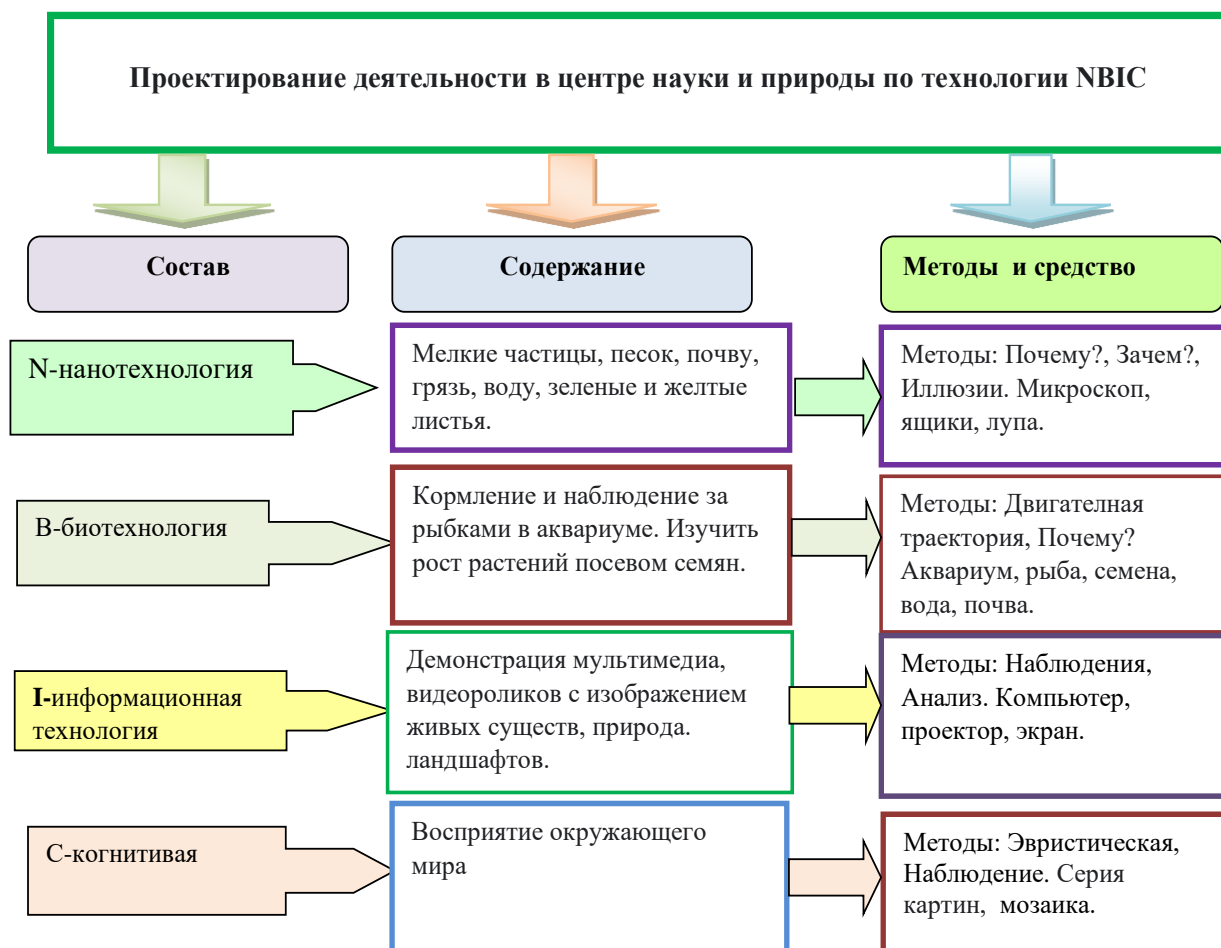 Проектирование деятельности в центре науки и природы по технологии NBIC
Состав
Содержание
Методы и средство
N-нанотехнология
Мелкие частицы, песок, почву,
грязь, воду, зеленые и желтые
листья.
Методы: Почему?, Зачем?,
Иллюзии. Микроскоп,
ящики, лупа.
В-биотехнология
Кормление и наблюдение за
рыбками в аквариуме. Изучить
рост растений посевом семян.
Методы: Двигателная
траектория, Почему?
Аквариум, рыба, семена,
вода, почва.
I-информационная
технология
Демонстрация мультимедиа,
видеороликов с изображением
живых существ, природа.
ландшафтов.
Методы: Наблюдения,
Анализ. Компьютер,
проектор, экран.
С-когнитивая
Восприятие окружающего
мира
Методы: Эвристическая,
Наблюдение. Серия
картин, мозаика.